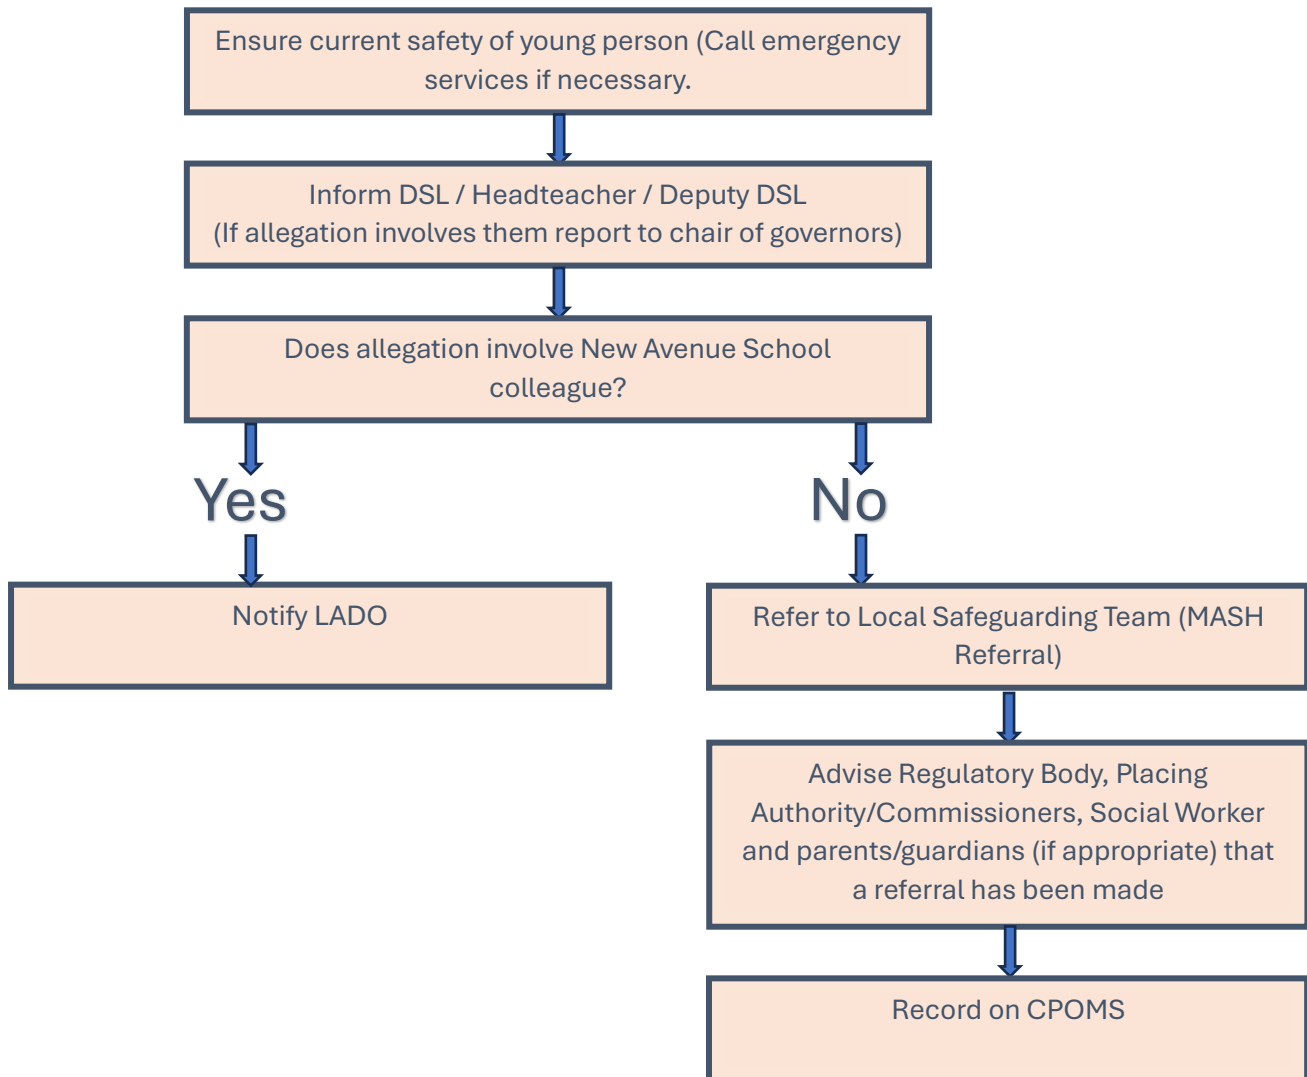 Ensure current safety of young person (Call emergency
services if necessary.
Inform DSL / Headteacher / Deputy DSL
(If allegation involves them report to chair of governors)
Does allegation involve New Avenue School
colleague?
Yes
No
Notify LADO
Refer to Local Safeguarding Team (MASH
Referral)
Advise Regulatory Body, Placing
Authority/Commissioners, Social Worker
and parents/guardians (if appropriate) that
a referral has been made
Record on CPOMS